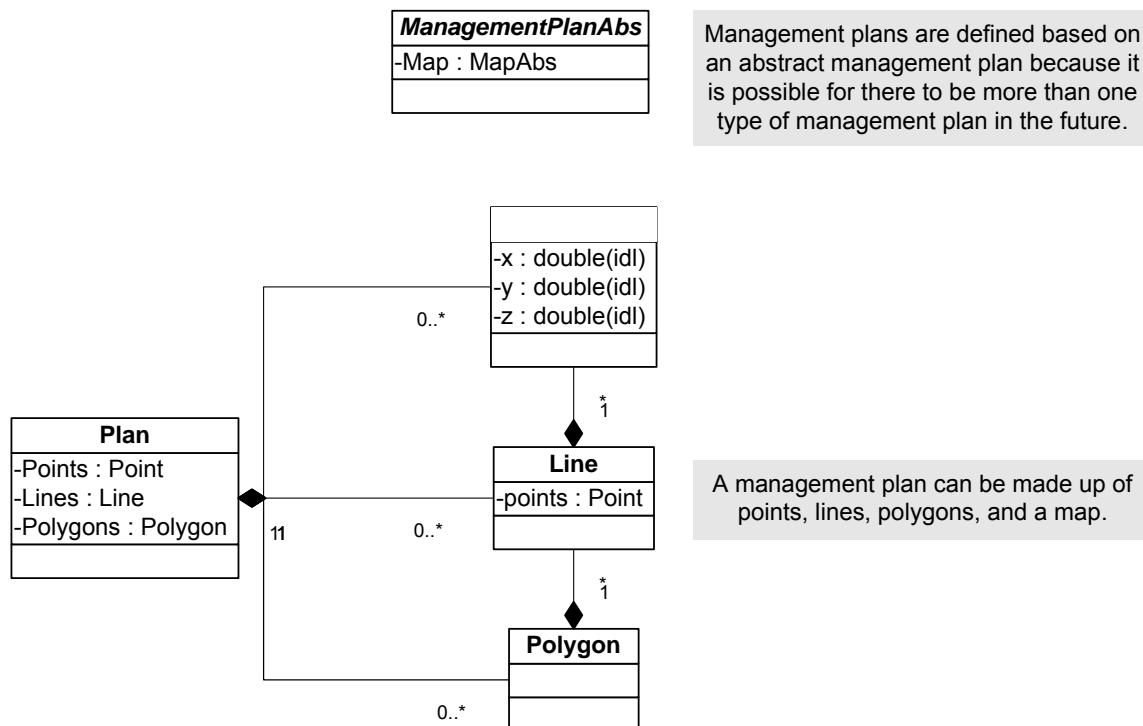 ManagementPlanAbs
-Map : MapAbs
Management plans are defined based on
an abstract management plan because it
is possible for there to be more than one
type of management plan in the future.
-x : double(idl)
-y : double(idl)
-z : double(idl)
0..*
*
1
Plan
-Points : Point
-Lines : Line
-Polygons : Polygon
11
0..*
Line
-points : Point
A management plan can be made up of
points, lines, polygons, and a map.
*
1
Polygon
0..*